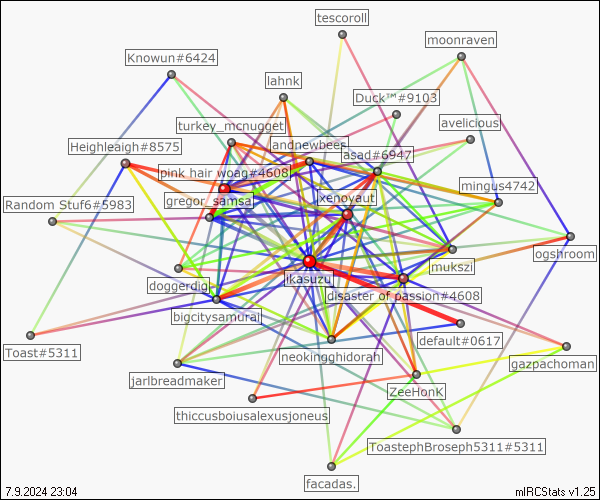 tescoroll
moonraven
Knowun#6424
lahnk
Duck™#9103
turkey_mcnugget
avelicious
Heighleaigh#8575
andnewbees
asad#6947
pink hair woag#4608
mingus4742
Random Stuf6#5983
gregor_samsa
xenoyaut
ogshroom
mukszi
doggerdig
ikasuzu
disaster of passion#4608
bigcitysamurai
default#0617
Toast#5311
neokingghidorah
gazpachoman
jarlbreadmaker
ZeeHonk
thiccusboiusalexusjoneus
ToastephBroseph5311#5311
facadas.
7.9.2024 23:04
mIRCStats v1.25